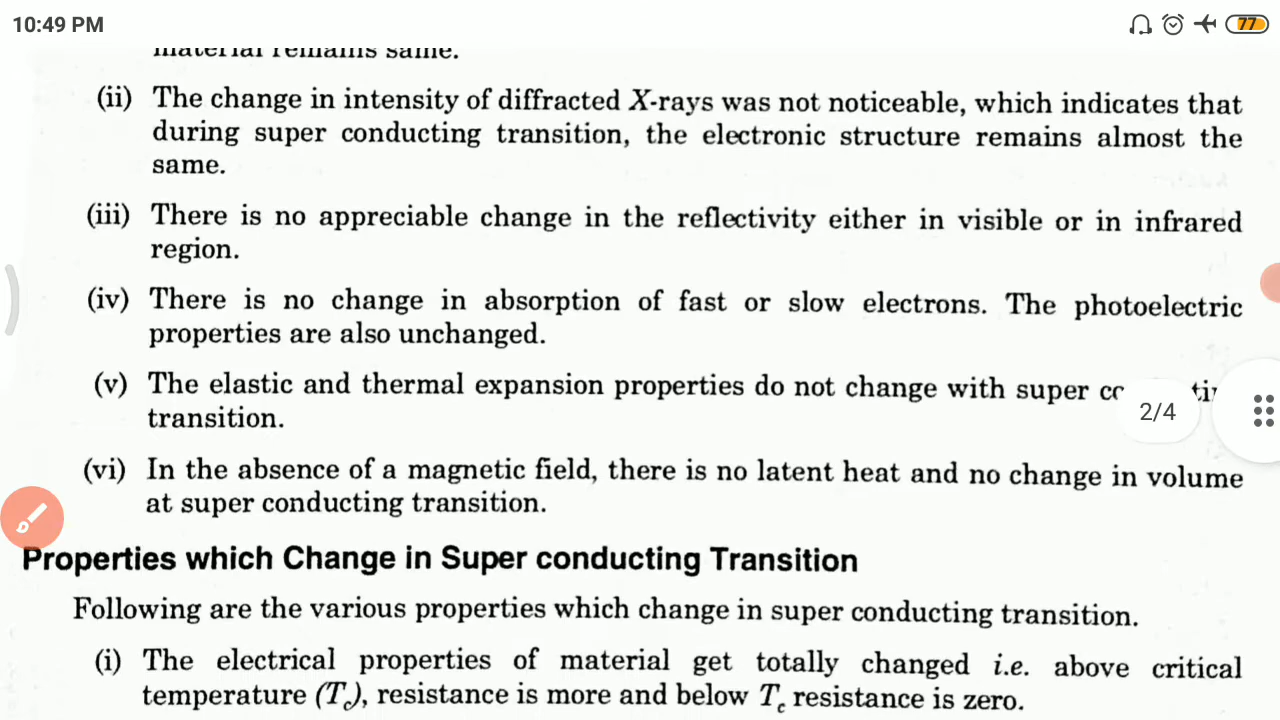 10:49 PM
77
material remains same.
(ii) The change in intensity of diffracted X-rays was not noticeable, which indicates that
during super conducting transition, the electronic structure remains almost the
same.
(iii) There is no appreciable change in the reflectivity either in visible or in infrared
region.
(iv) There is no change in absorption of fast or slow electrons. The photoelectric
properties are also unchanged.
(v) The elastic and thermal expansion properties do not change with super
transition.
2/4
(vi) In the absence of a magnetic field, there is no latent heat and no change in volume
at super conducting transition.
Properties which Change in Super conducting Transition
Following are the various properties which change in super conducting transition.
(i) The electrical properties of material get totally changed i.e. above critical
temperature (Tc), resistance is more and below Tc resistance is zero.